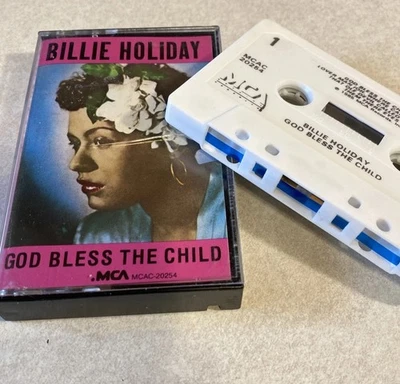 BILLIE HOLiDAY
GOD BLESS THE CHILD
MCA MCAC-20254
1
MCAC
20254
BILLIE HOLIDAY
GOD BLESS THE CHILD